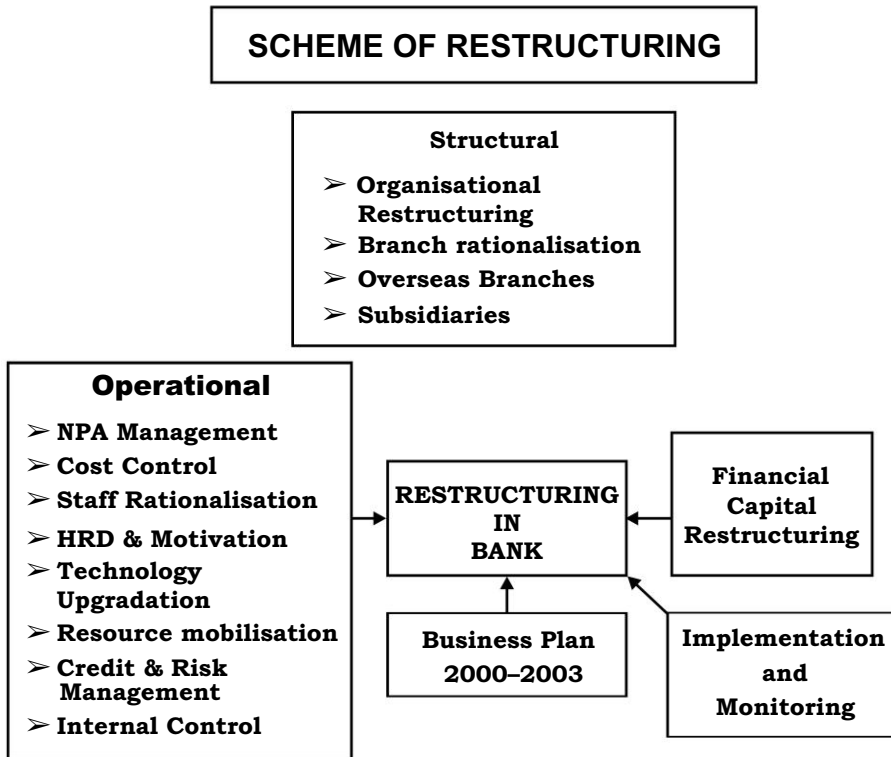 SCHEME OF RESTRUCTURING
Structural
➢ Organisational
Restructuring
➢ Branch rationalisation
➢ Overseas Branches
➢ Subsidiaries
Operational
➢ NPA Management
➢ Cost Control
➢ Staff Rationalisation
➢ HRD & Motivation
➢ Technology
Upgradation
➢ Resource mobilisation
➢ Credit & Risk
Management
➢ Internal Control
RESTRUCTURING
IN
BANK
Financial
Capital
Restructuring
Business Plan
2000–2003
Implementation
and
Monitoring